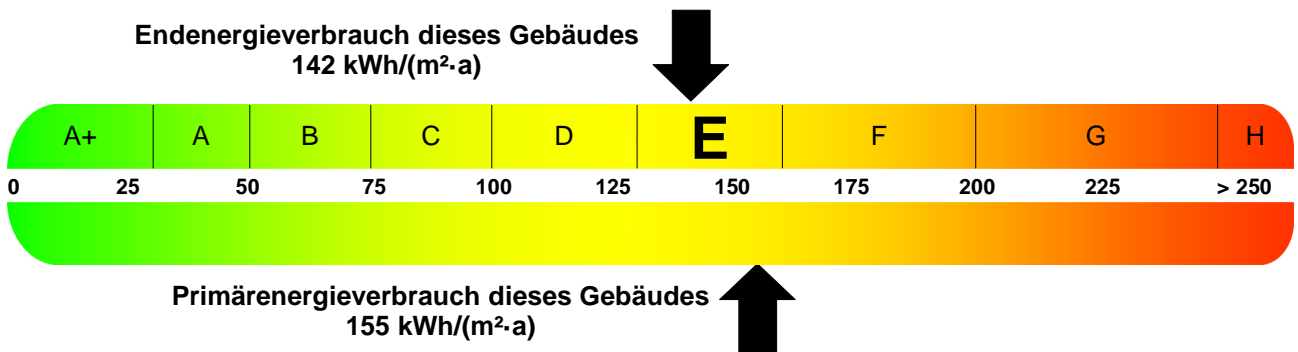 Endenergieverbrauch dieses Gebäudes
142 kWh/(m²·a)
A+ A B C D E F G H
0 25 50 75 100 125 150 175 200 225 > 250
Primärenergieverbrauch dieses Gebäudes
155 kWh/(m²·a)